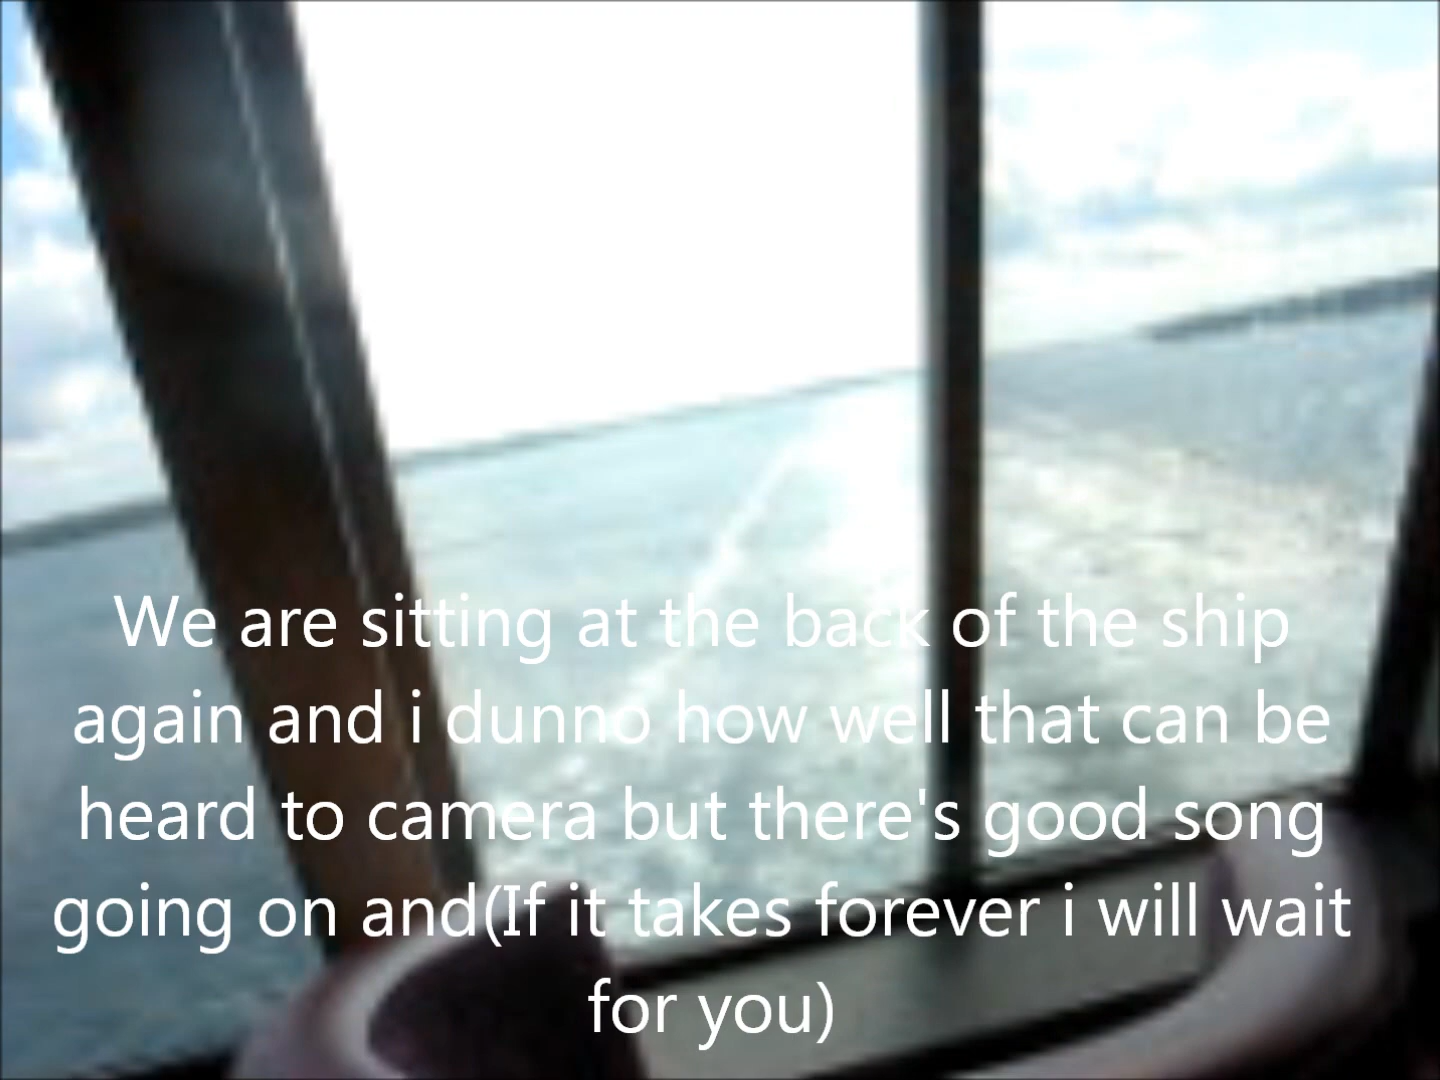 We are sitting at the back of the ship
again and i dunno how well that can be
heard to camera but there's good song
going on and(If it takes forever i will wait
for you)